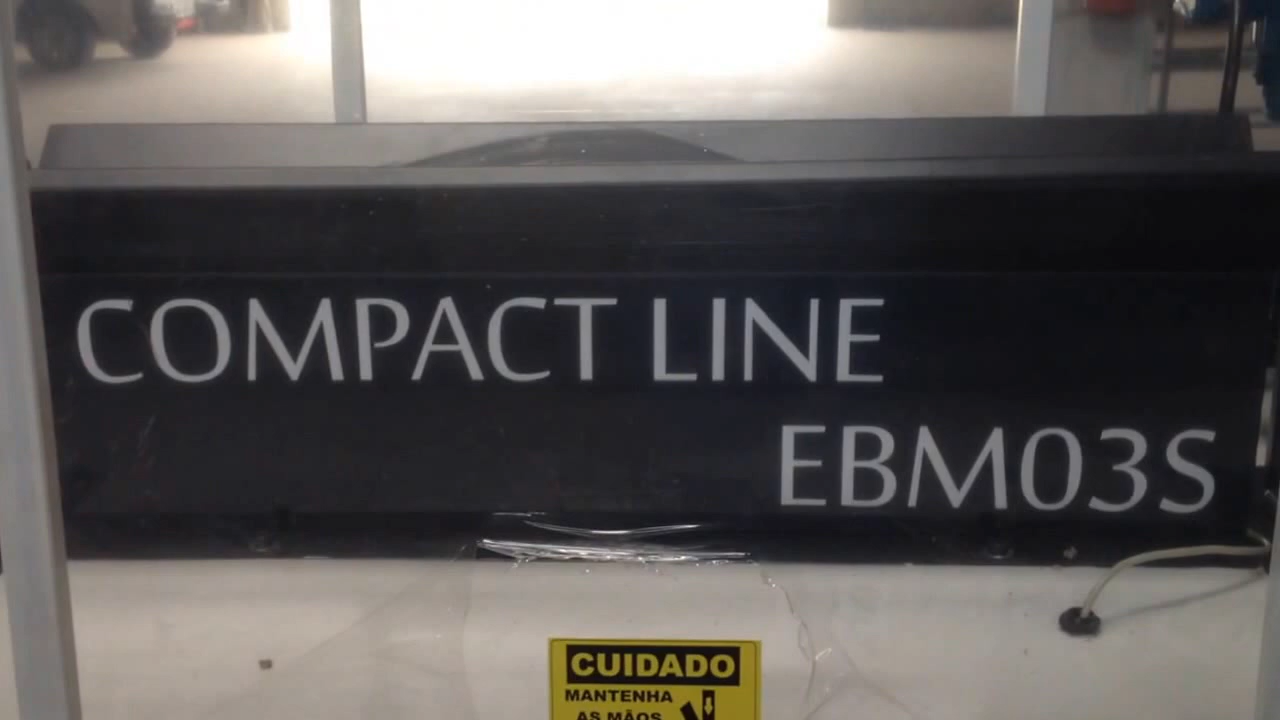 COMPACT LINE
EBM03S
CUIDADO
MANTENHA
AS MÃOS